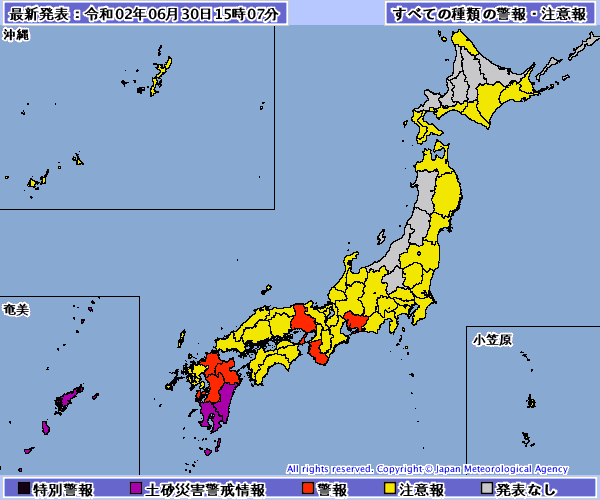 最新発表：令和02年06月30日15時07分
すべての種類の警報・注意報
沖縄
奄美
小笠原
All rights reserved. Copyright © Japan Meteorological Agency
特別警報
土砂災害警戒情報
警報
注意報
発表なし